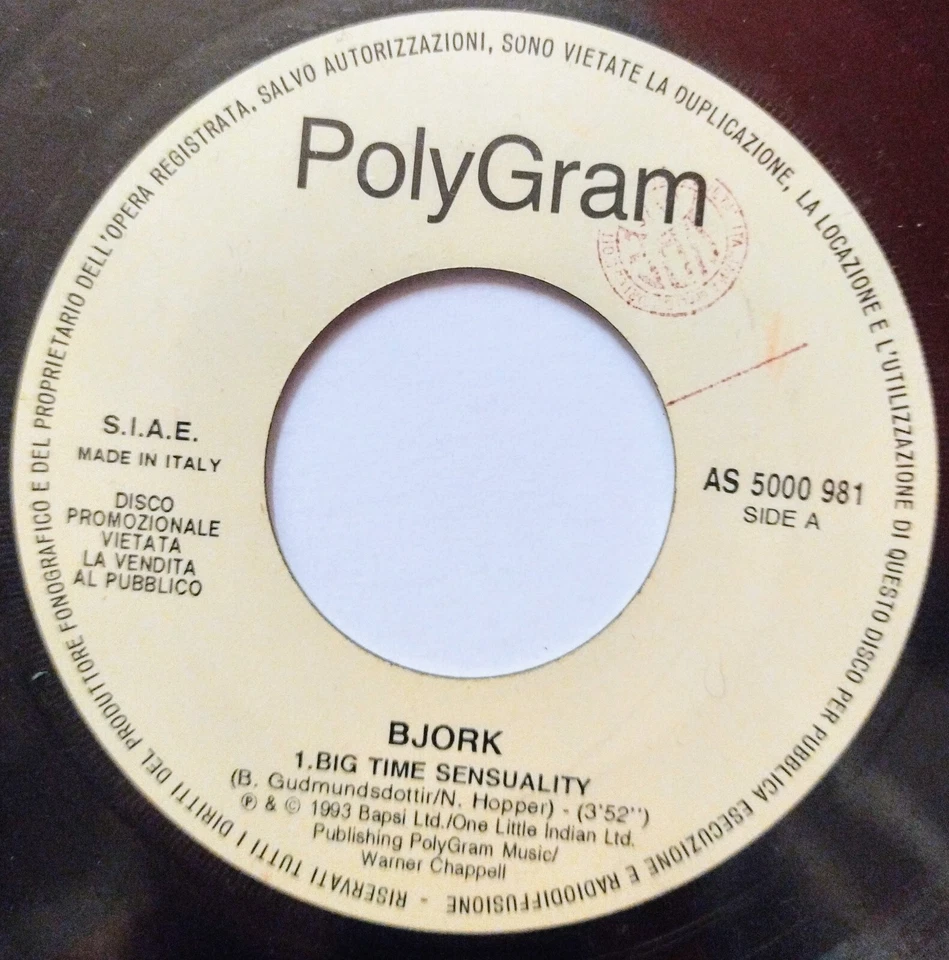 RISERVATI TUTTI I DIRITTI DEL PRODUTTORE FONOGRAFICO E DEL PROPRIETARIO DELL'OPERA REGISTRATA. SALVO AUTORIZZAZIONI, SONO VIETATE LA DUPLICAZIONE, LA LOCAZIONE E L'UTILIZZAZIONE DI QUESTO DISCO PER PUBBLICA ESECUZIONE E RADIODIFFUSIONE -
PolyGram
S.I.A.E.
MADE IN ITALY
DISCO
PROMOZIONALE
VIETATA
LA VENDITA
AL PUBBLICO
AS 5000 981
SIDE A
BJORK
1.BIG TIME SENSUALITY
(B. Gudmundsdottir/N. Hopper) - (3'52'')
℗ & © 1993 Bapsi Ltd./One Little Indian Ltd.
Publishing PolyGram Music/
Warner Chappell